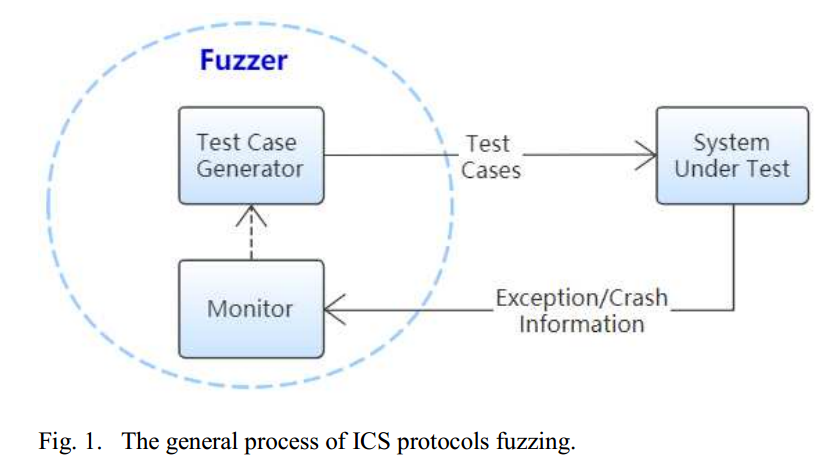 Fuzzer
Test Case
Generator
Test
Cases
System
Under Test
Monitor
Exception/Crash
Information
Fig. 1. The general process of ICS protocols fuzzing.